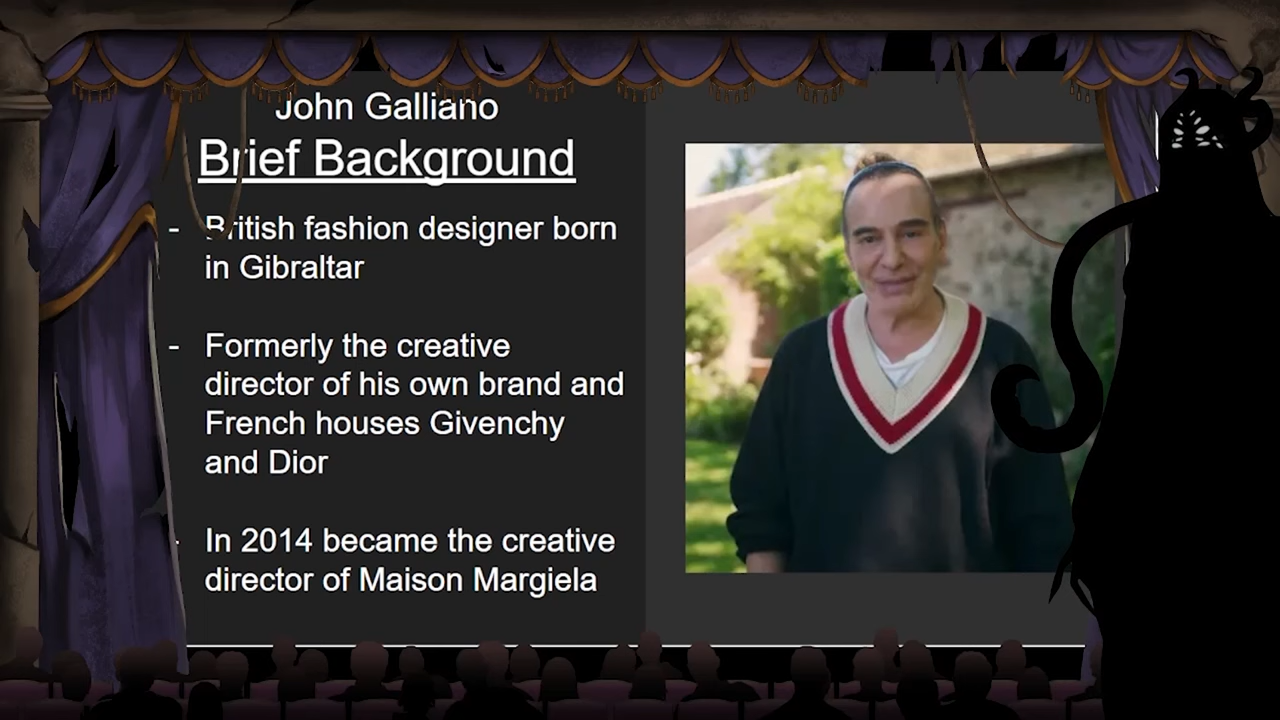 John Galliano
Brief Background
- British fashion designer born
in Gibraltar
- Formerly the creative
director of his own brand and
French houses Givenchy
and Dior
- In 2014 became the creative
director of Maison Margiela